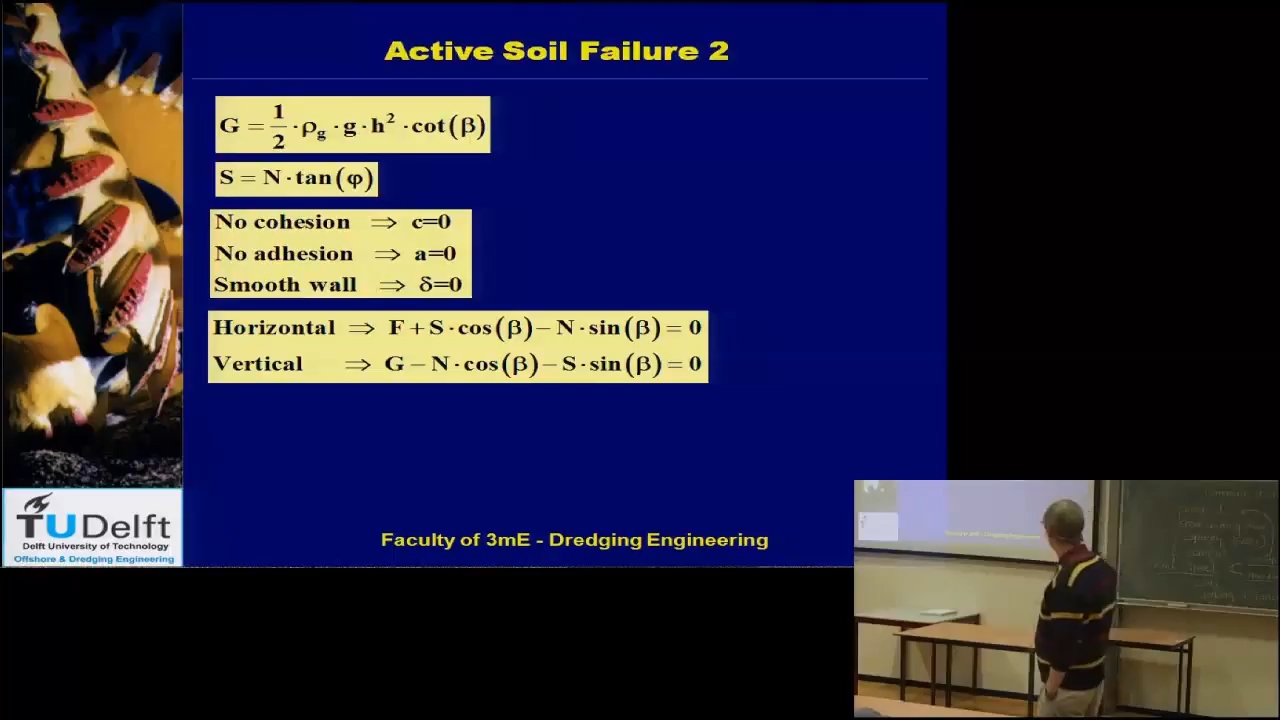 Active Soil Failure 2
G = 1/2 · ρg · g · h² · cot(β)
S = N · tan(φ)
No cohesion ⇒ c=0
No adhesion ⇒ a=0
Smooth wall ⇒ δ=0
Horizontal ⇒ F + S · cos(β) − N · sin(β) = 0
Vertical ⇒ G − N · cos(β) − S · sin(β) = 0
TU Delft
Delft University of Technology
Offshore & Dredging Engineering
Faculty of 3mE - Dredging Engineering